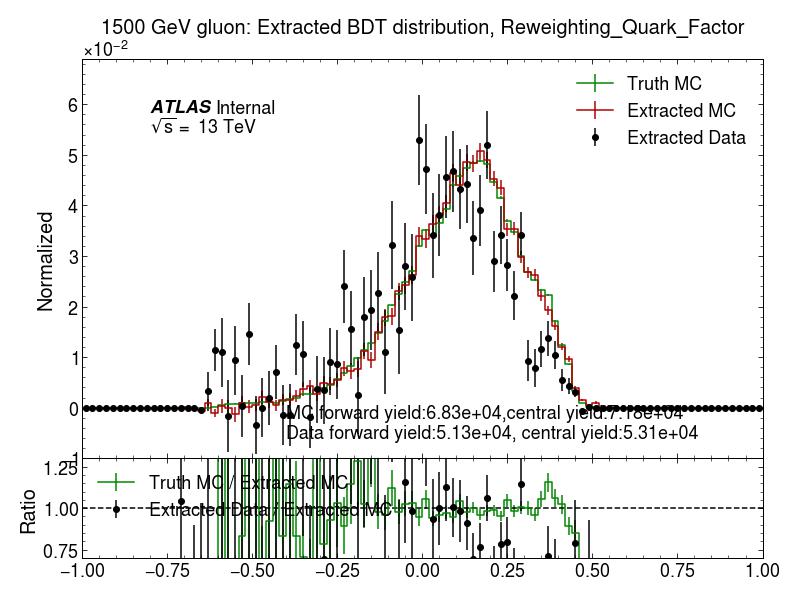 1500 GeV gluon: Extracted BDT distribution, Reweighting_Quark_Factor
×10−2
ATLAS Internal
√s = 13 TeV
Truth MC
Extracted MC
Extracted Data
Normalized
6
5
4
3
2
1
0
1
MC forward yield:6.83e+04,central yield:7.18e+04
Data forward yield:5.13e+04, central yield:5.31e+04
Truth MC / Extracted MC
Extracted Data / Extracted MC
Ratio
1.25
1.00
0.75
−1.00 −0.75 −0.50 −0.25 0.00 0.25 0.50 0.75 1.00